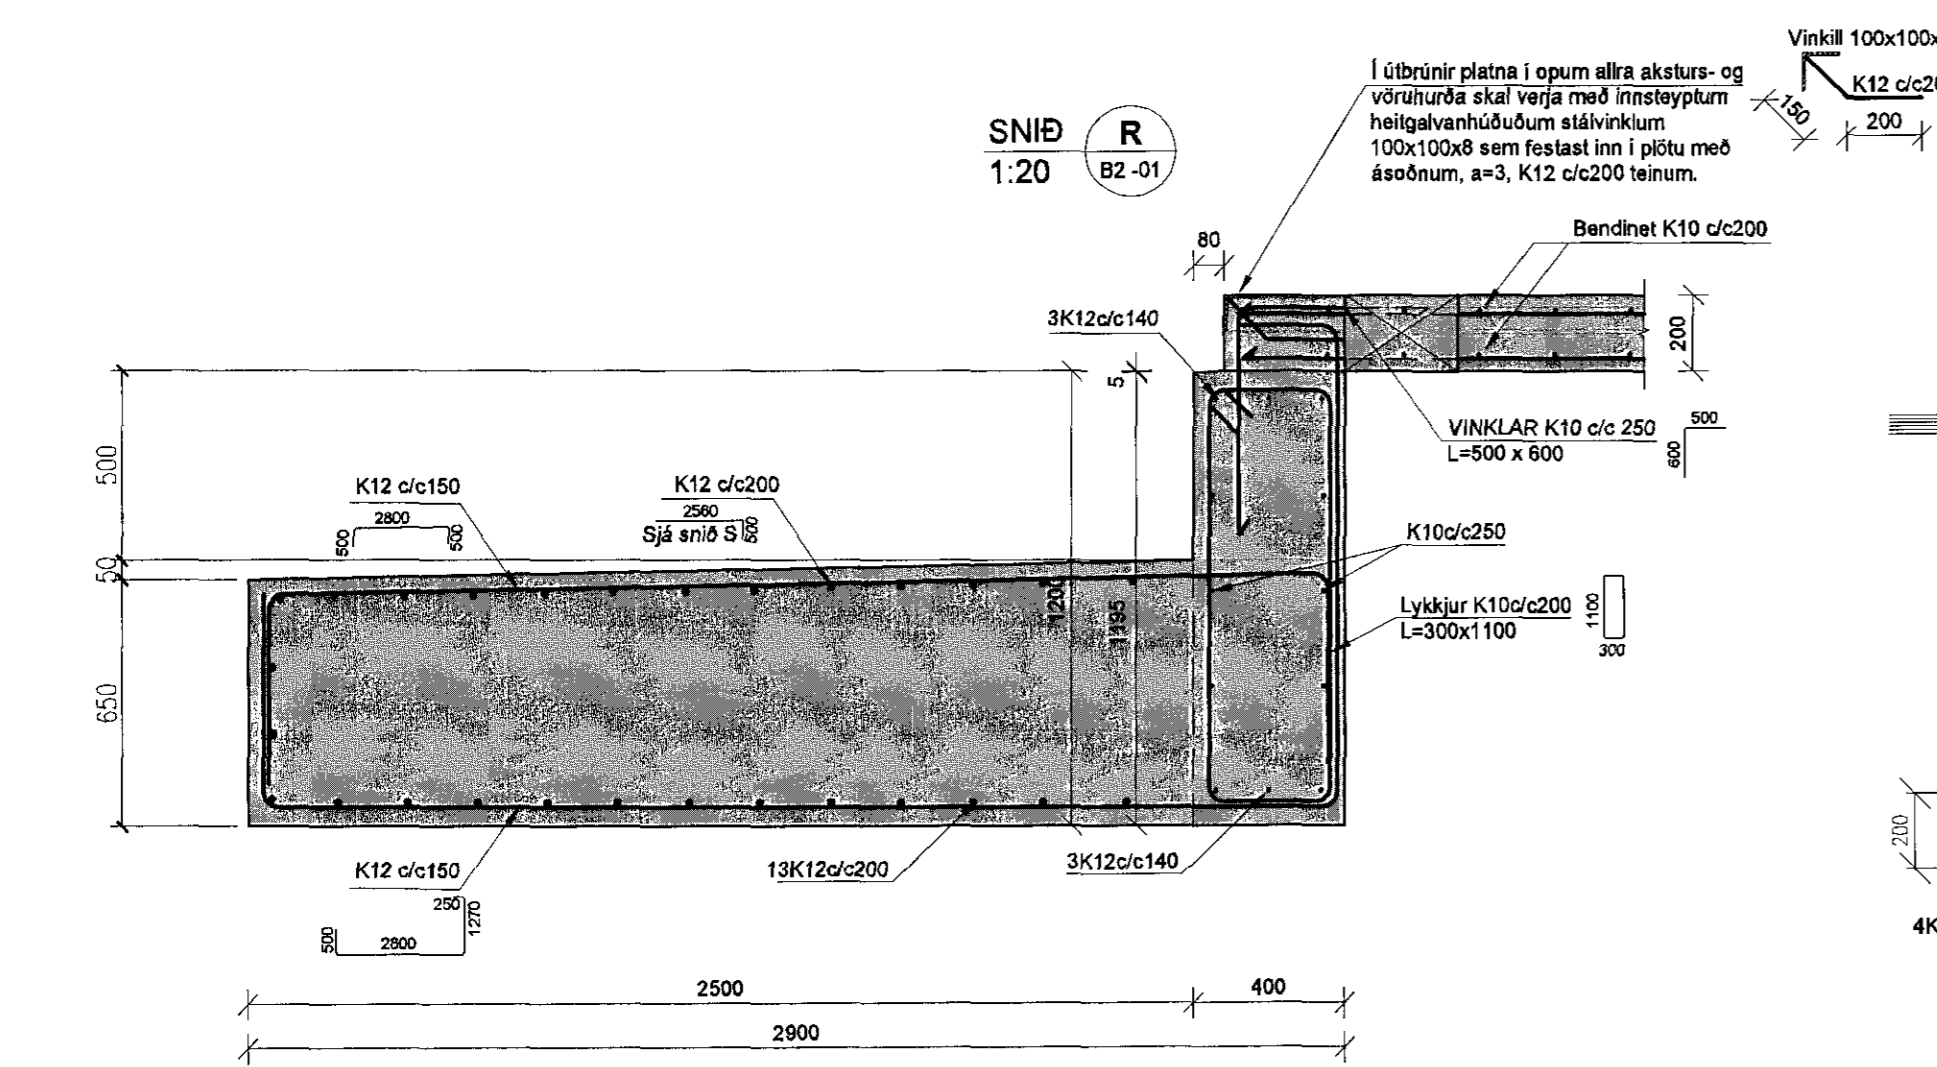 SNIÐ
1:20
R
B2 -01
Í útbrúnir platna í opum allra aksturs- og
vöruhurða skal verja með innsteyptum
heitgalvanhúðuðum stálvinklum
100x100x8 sem festast inn í plötu með
ásoðnum, a=3, K12 c/c200 teinum.
Vinkill 100x100x
K12 c/c20
150
200
Bendinet K10 c/c200
80
200
3K12c/c140
5
VINKLAR K10 c/c 250
L=500 x 600
500
600
500
50
650
K12 c/c150
2800
500
500
K12 c/c200
2560
Sjá snið S
500
1200
1195
K10c/c250
Lykkjur K10c/c200
L=300x1100
1100
300
K12 c/c150
250
1270
500
2800
13K12c/c200
3K12c/c140
200
4K
2500
400
2900